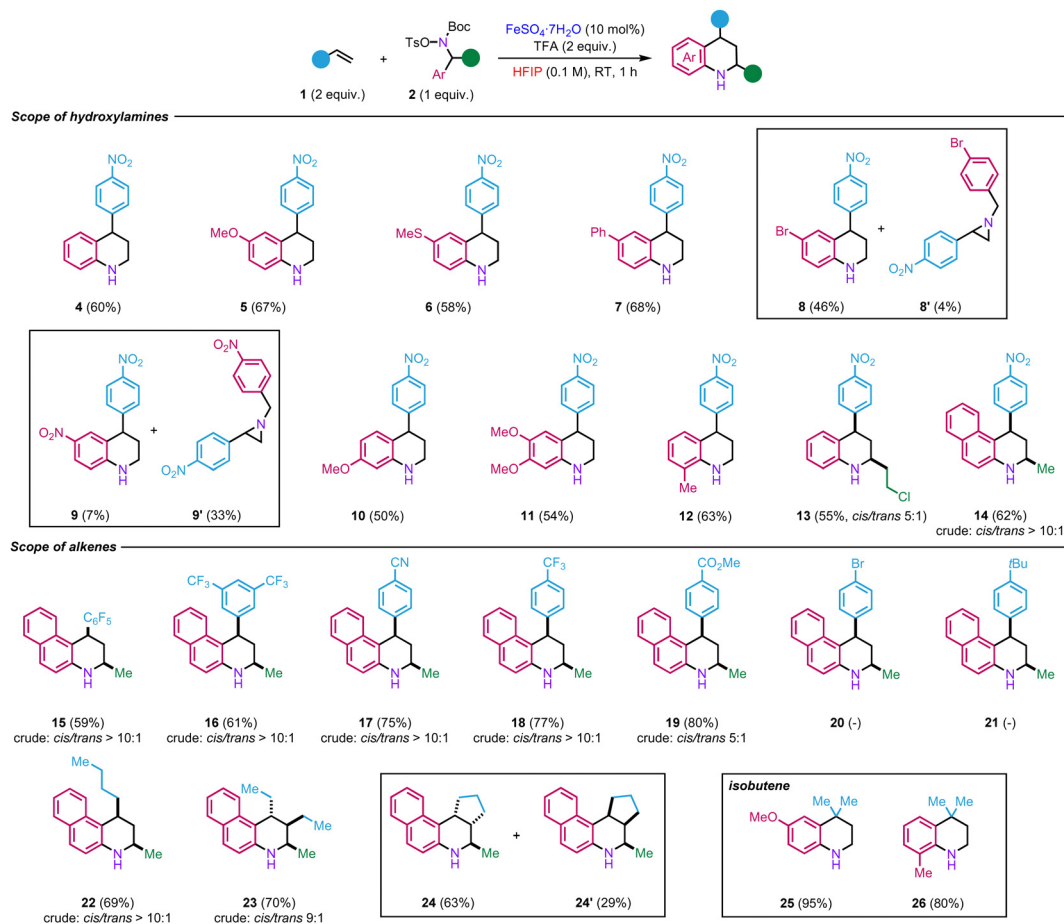 Boc
TsO N
Ar
1 (2 equiv.)
+
2 (1 equiv.)
FeSO4·7H2O (10 mol%)
TFA (2 equiv.)
HFIP (0.1 M), RT, 1 h
Ar
N
H
Scope of hydroxylamines
NO2
N
H
4 (60%)
NO2
MeO
N
H
5 (67%)
NO2
MeS
N
H
6 (58%)
NO2
Ph
N
H
7 (68%)
NO2
Br
N
H
8 (46%)
+
Br
N
NO2
8' (4%)
NO2
NO2
N
H
9 (7%)
+
NO2
N
NO2
9' (33%)
NO2
MeO
N
H
10 (50%)
NO2
MeO
MeO
N
H
11 (54%)
NO2
N
H
Me
12 (63%)
NO2
N
H
Cl
13 (55%, cis/trans 5:1)
NO2
N
H
Me
14 (62%)
crude: cis/trans > 10:1
Scope of alkenes
C6F5
N
H
Me
15 (59%)
crude: cis/trans > 10:1
CF3
CF3
N
H
Me
16 (61%)
crude: cis/trans > 10:1
CN
N
H
Me
17 (75%)
crude: cis/trans > 10:1
CF3
N
H
Me
18 (77%)
crude: cis/trans > 10:1
CO2Me
N
H
Me
19 (80%)
crude: cis/trans 5:1
Br
N
H
Me
20 (-)
tBu
N
H
Me
21 (-)
Me
N
H
Me
22 (69%)
crude: cis/trans > 10:1
Me
Me
N
H
Me
23 (70%)
crude: cis/trans 9:1
N
H
Me
24 (63%)
+
N
H
Me
24' (29%)
isobutene
Me Me
MeO
N
H
25 (95%)
Me Me
N
H
Me
26 (80%)